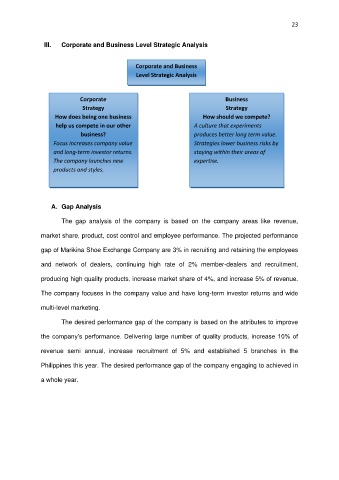 23
III. Corporate and Business Level Strategic Analysis
Corporate and Business
Level Strategic Analysis
Corporate
Strategy
How does being one business
help us compete in our other
business?
Focus increases company value
and long-term investor returns.
The company launches new
products and styles.
Business
Strategy
How should we compete?
A culture that experiments
produces better long term value.
Strategies lower business risks by
staying within their areas of
expertise.
A. Gap Analysis
The gap analysis of the company is based on the company areas like revenue,
market share, product, cost control and employee performance. The projected performance
gap of Marikina Shoe Exchange Company are 3% in recruiting and retaining the employees
and network of dealers, continuing high rate of 2% member-dealers and recruitment,
producing high quality products, increase market share of 4%, and increase 5% of revenue.
The company focuses in the company value and have long-term investor returns and wide
multi-level marketing.
The desired performance gap of the company is based on the attributes to improve
the company's performance. Delivering large number of quality products, increase 10% of
revenue semi annual, increase recruitment of 5% and established 5 branches in the
Philippines this year. The desired performance gap of the company engaging to achieved in
a whole year.